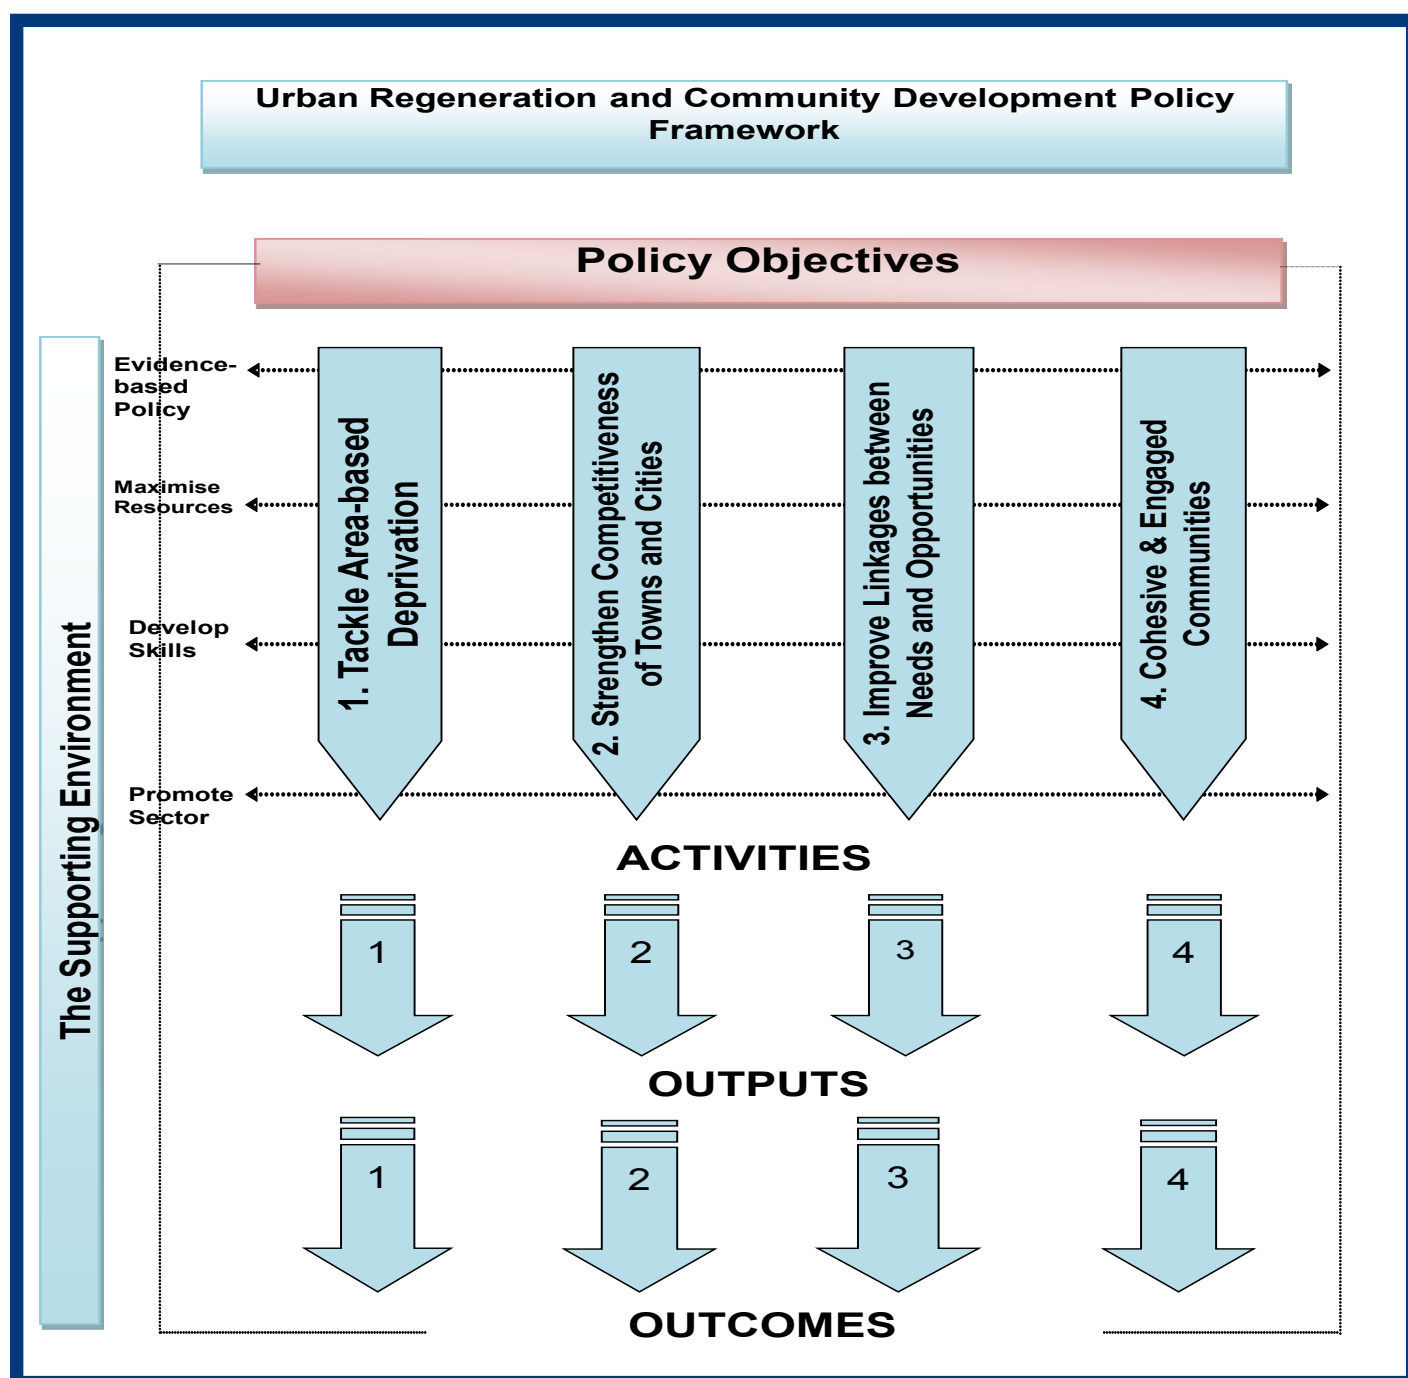 Urban Regeneration and Community Development Policy
Framework
Policy Objectives
The Supporting Environment
Evidence-
based
Policy
Maximise
Resources
Develop
Skills
Promote
Sector
1. Tackle Area-based
Deprivation
2. Strengthen Competitiveness
of Towns and Cities
3. Improve Linkages between
Needs and Opportunities
4. Cohesive & Engaged
Communities
ACTIVITIES
1
2
3
4
OUTPUTS
1
2
3
4
OUTCOMES